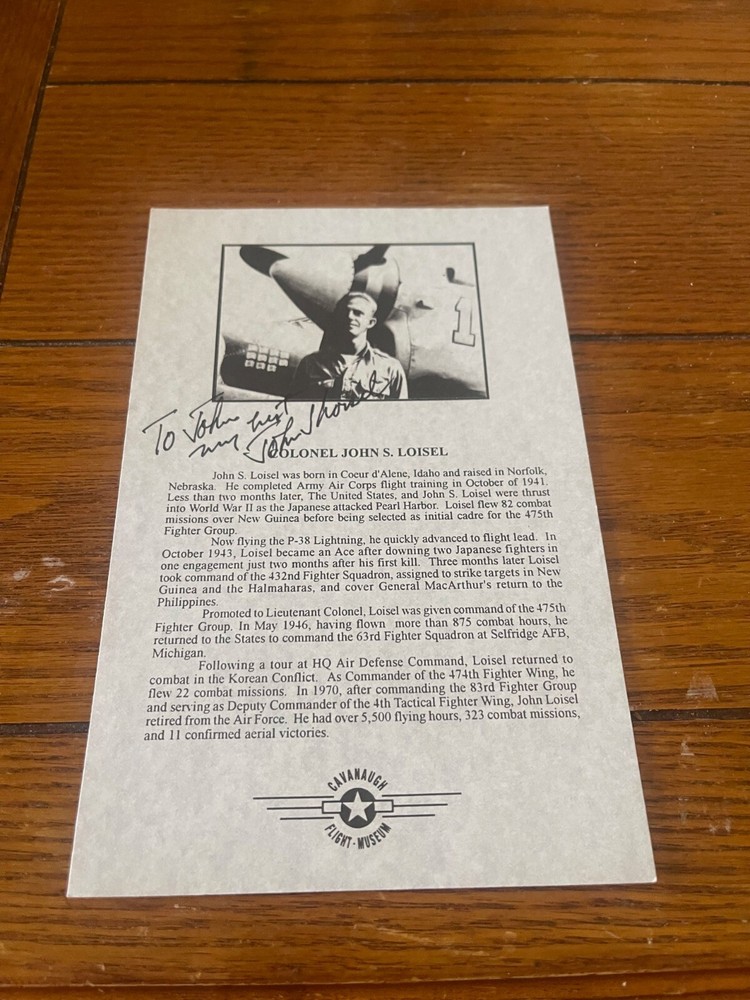 1
To John
my best
John S Loisel
COLONEL JOHN S. LOISEL
John S. Loisel was born in Coeur d'Alene, Idaho and raised in Norfolk,
Nebraska. He completed Army Air Corps flight training in October of 1941.
Less than two months later, The United States, and John S. Loisel were thrust
into World War II as the Japanese attacked Pearl Harbor. Loisel flew 82 combat
missions over New Guinea before being selected as initial cadre for the 475th
Fighter Group.
Now flying the P-38 Lightning, he quickly advanced to flight lead. In
October 1943, Loisel became an Ace after downing two Japanese fighters in
one engagement just two months after his first kill. Three months later Loisel
took command of the 432nd Fighter Squadron, assigned to strike targets in New
Guinea and the Halmaharas, and cover General MacArthur's return to the
Philippines.
Promoted to Lieutenant Colonel, Loisel was given command of the 475th
Fighter Group. In May 1946, having flown more than 875 combat hours, he
returned to the States to command the 63rd Fighter Squadron at Selfridge AFB,
Michigan.
Following a tour at HQ Air Defense Command, Loisel returned to
combat in the Korean Conflict. As Commander of the 474th Fighter Wing, he
flew 22 combat missions. In 1970, after commanding the 83rd Fighter Group
and serving as Deputy Commander of the 4th Tactical Fighter Wing, John Loisel
retired from the Air Force. He had over 5,500 flying hours, 323 combat missions,
and 11 confirmed aerial victories.
CAVANAUGH
FLIGHT-MUSEUM